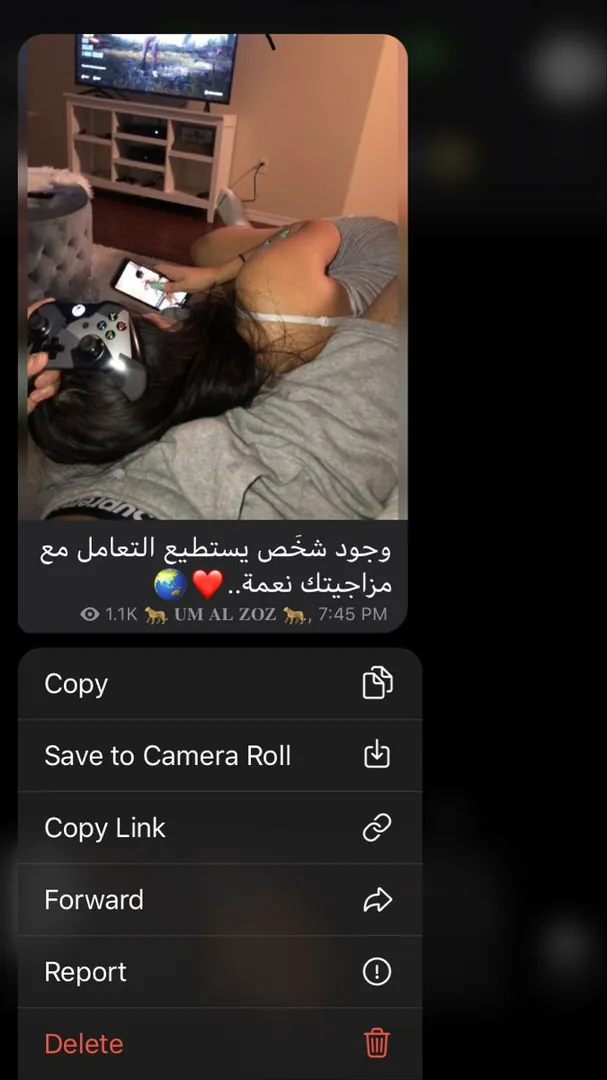 وجود شخَص يستطيع التعامل مع
مزاجيتك نعمة.. ❤️ 🌏
1.1K 🐆 UM AL ZOZ 🐆, 7:45 PM
Copy
Save to Camera Roll
Copy Link
Forward
Report
Delete